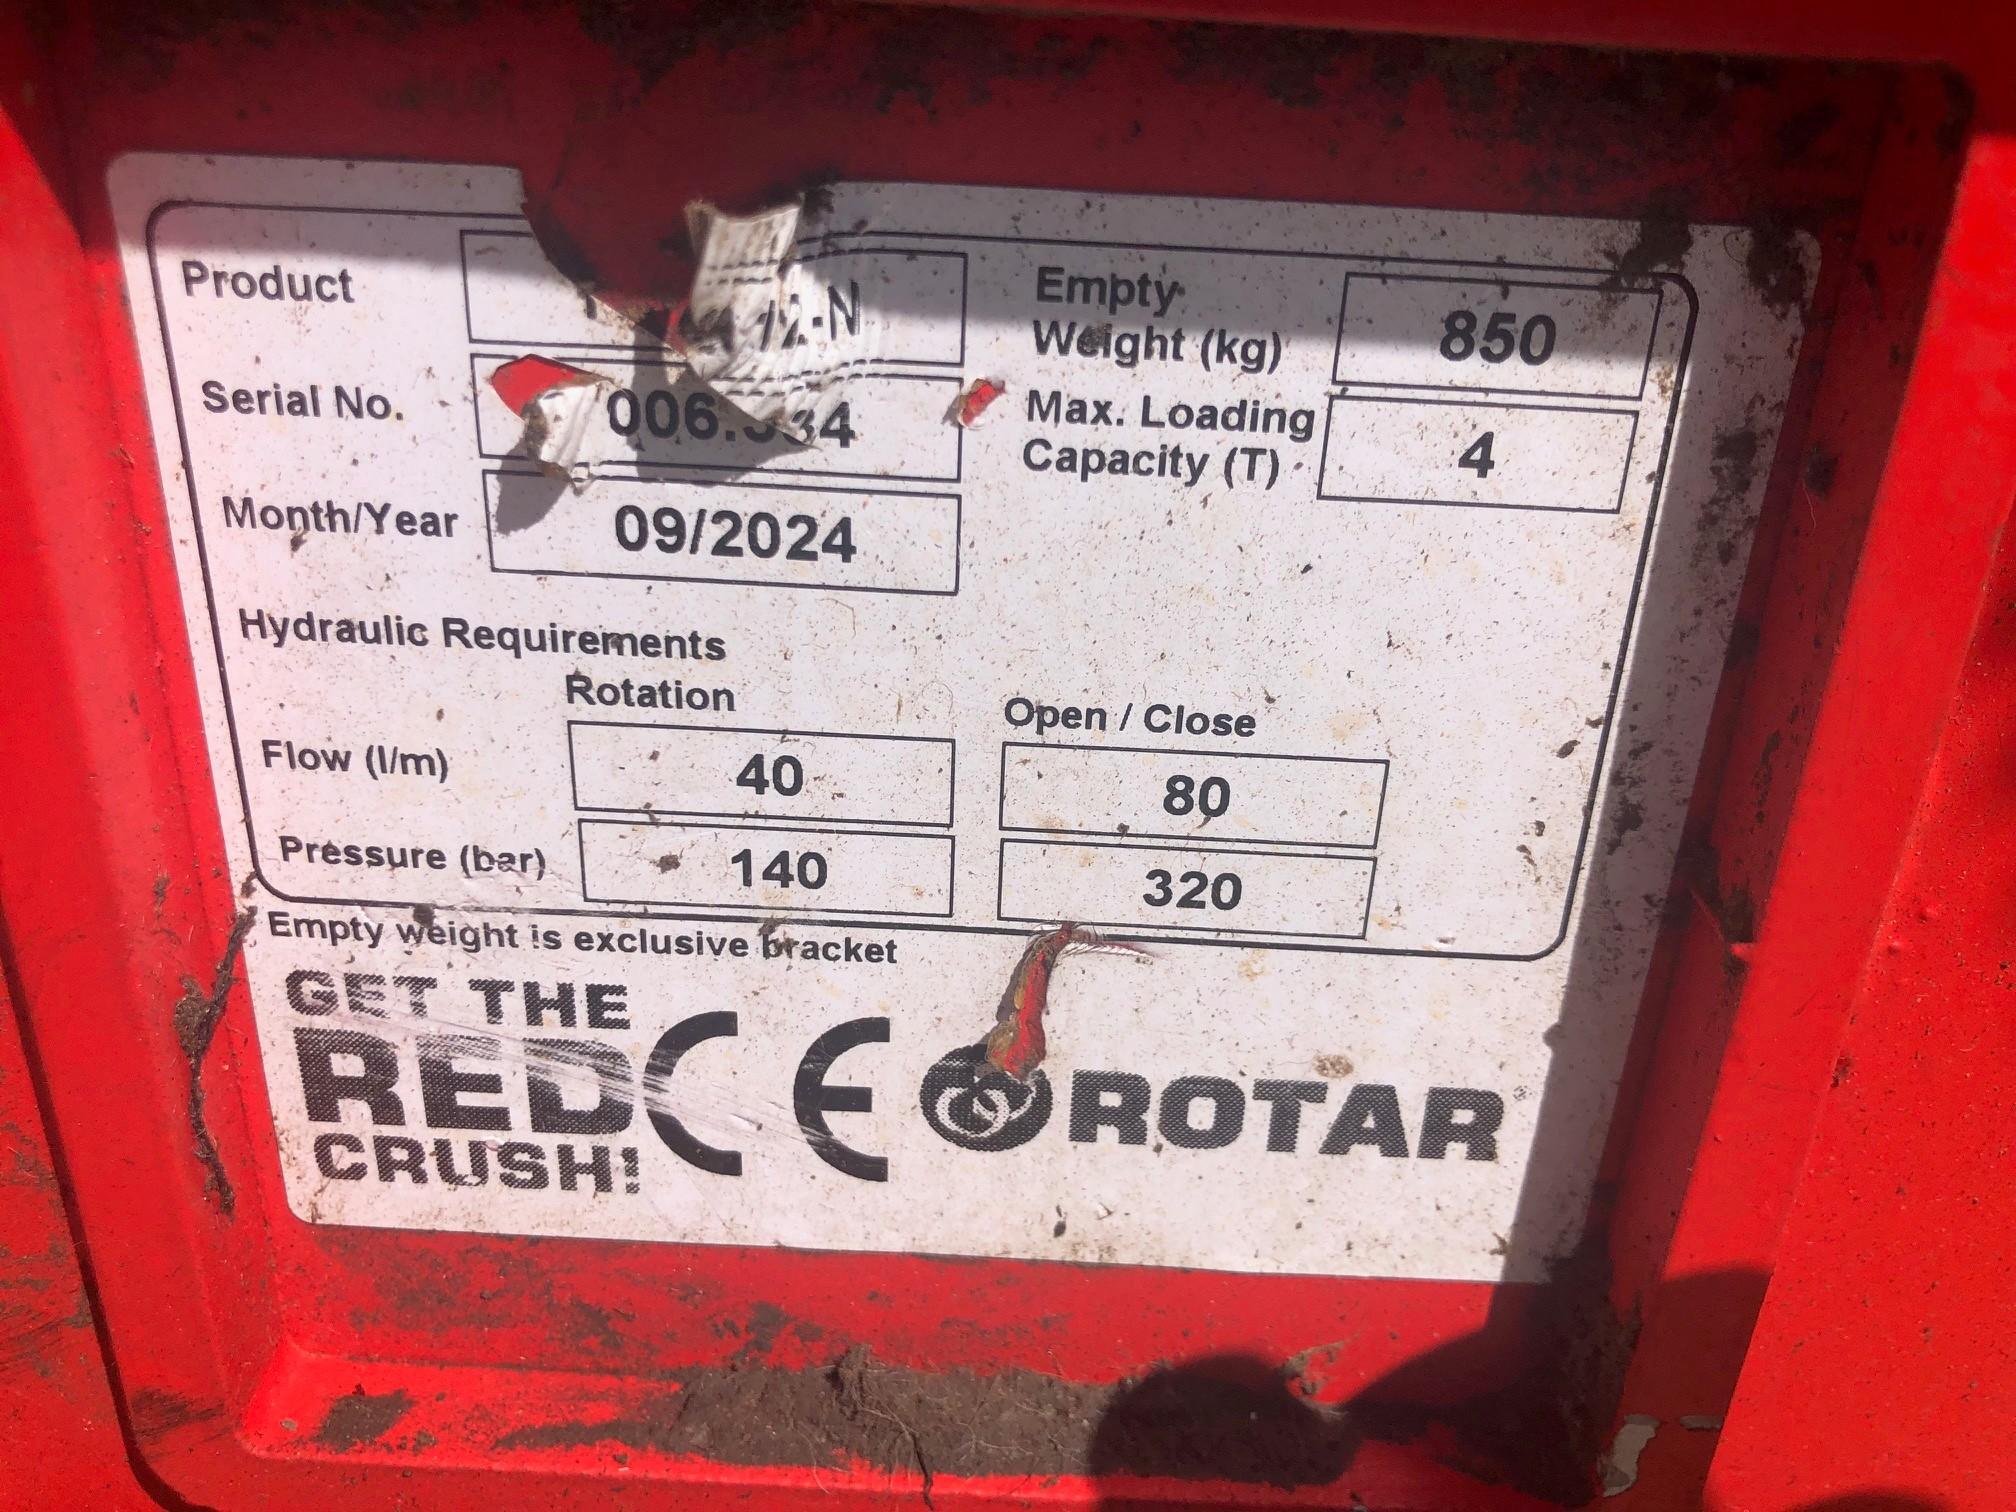 Product
Empty
Weight (kg)
850
Serial No.
Max. Loading
Capacity (T)
4
Month/Year
09/2024
Hydraulic Requirements
Rotation
Open / Close
Flow (l/m)
40
80
Pressure (bar)
140
320
Empty weight is exclusive bracket
GET THE
RED
CRUSH!
CE
ROTAR